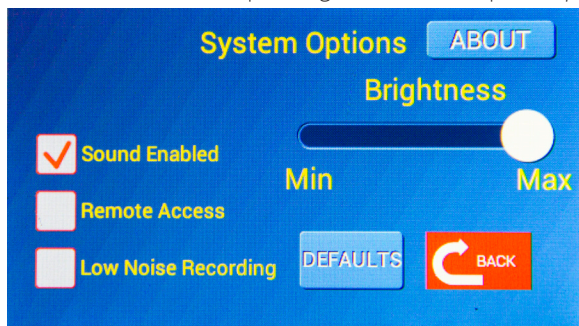 System Options
ABOUT
Brightness
Sound Enabled
Min
Max
Remote Access
Low Noise Recording
DEFAULTS
BACK